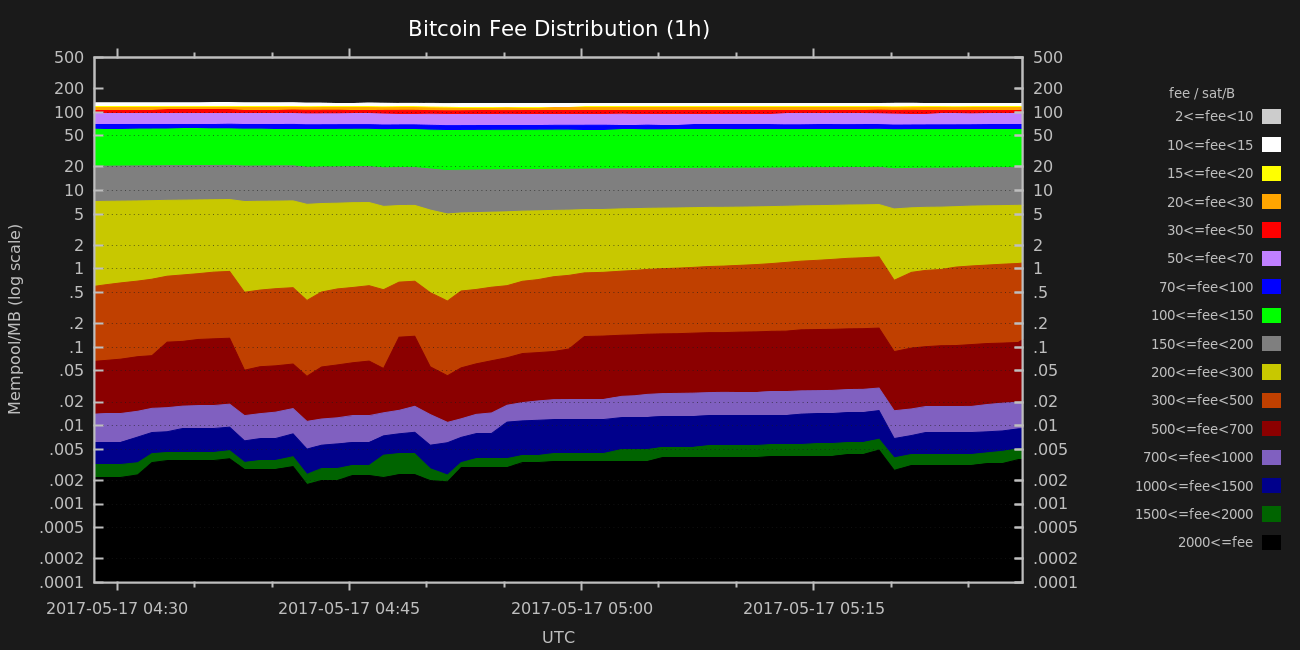 Bitcoin Fee Distribution (1h)
Mempool/MB (log scale)
500
200
100
50
20
10
5
2
1
.5
.2
.1
.05
.02
.01
.005
.002
.001
.0005
.0002
.0001
500
200
100
50
20
10
5
2
1
.5
.2
.1
.05
.02
.01
.005
.002
.001
.0005
.0002
.0001
2017-05-17 04:30 2017-05-17 04:45 2017-05-17 05:00 2017-05-17 05:15
UTC
fee / sat/B
2<=fee<10
10<=fee<15
15<=fee<20
20<=fee<30
30<=fee<50
50<=fee<70
70<=fee<100
100<=fee<150
150<=fee<200
200<=fee<300
300<=fee<500
500<=fee<700
700<=fee<1000
1000<=fee<1500
1500<=fee<2000
2000<=fee